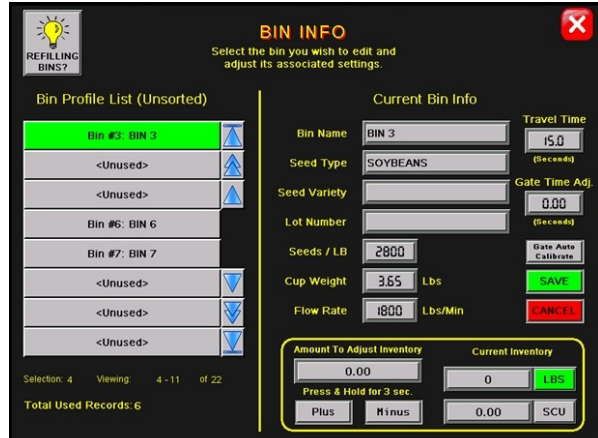 REFILLING
BINS?
BIN INFO
Select the bin you wish to edit and
adjust its associated settings.
Bin Profile List (Unsorted)
Bin #3: BIN 3
<Unused>
<Unused>
Bin #6: BIN 6
Bin #7: BIN 7
<Unused>
<Unused>
<Unused>
Selection: 4 Viewing: 4 - 11 of 22
Total Used Records: 6
Current Bin Info
Bin Name BIN 3
Seed Type SOYBEANS
Seed Variety
Lot Number
Seeds / LB 2800
Cup Weight 3.65 Lbs
Flow Rate 1800 Lbs/Min
Travel Time
15.0
(Seconds)
Gate Time Adj.
0.00
(Seconds)
Gate Auto
Calibrate
SAVE
CANCEL
Amount To Adjust Inventory
0.00
Press & Hold for 3 sec.
Plus Minus
Current Inventory
0 LBS
0.00 SCU